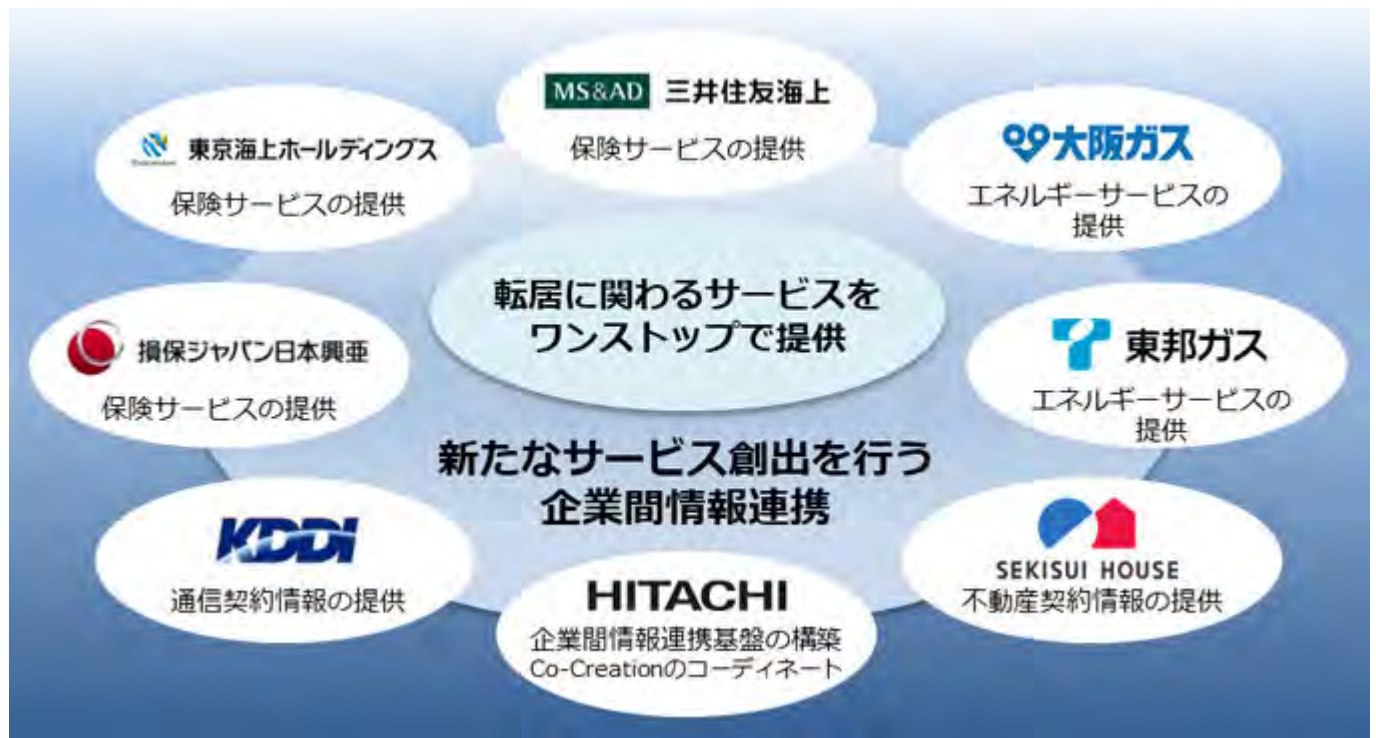 MS&AD 三井住友海上
保険サービスの提供
東京海上ホールディングス
保険サービスの提供
大阪ガス
エネルギーサービスの
提供
転居に関わるサービスを
ワンストップで提供
損保ジャパン日本興亜
保険サービスの提供
東邦ガス
エネルギーサービスの
提供
新たなサービス創出を行う
企業間情報連携
KDDI
通信契約情報の提供
HITACHI
企業間情報連携基盤の構築
Co-Creationのコーディネート
SEKISUI HOUSE
不動産契約情報の提供